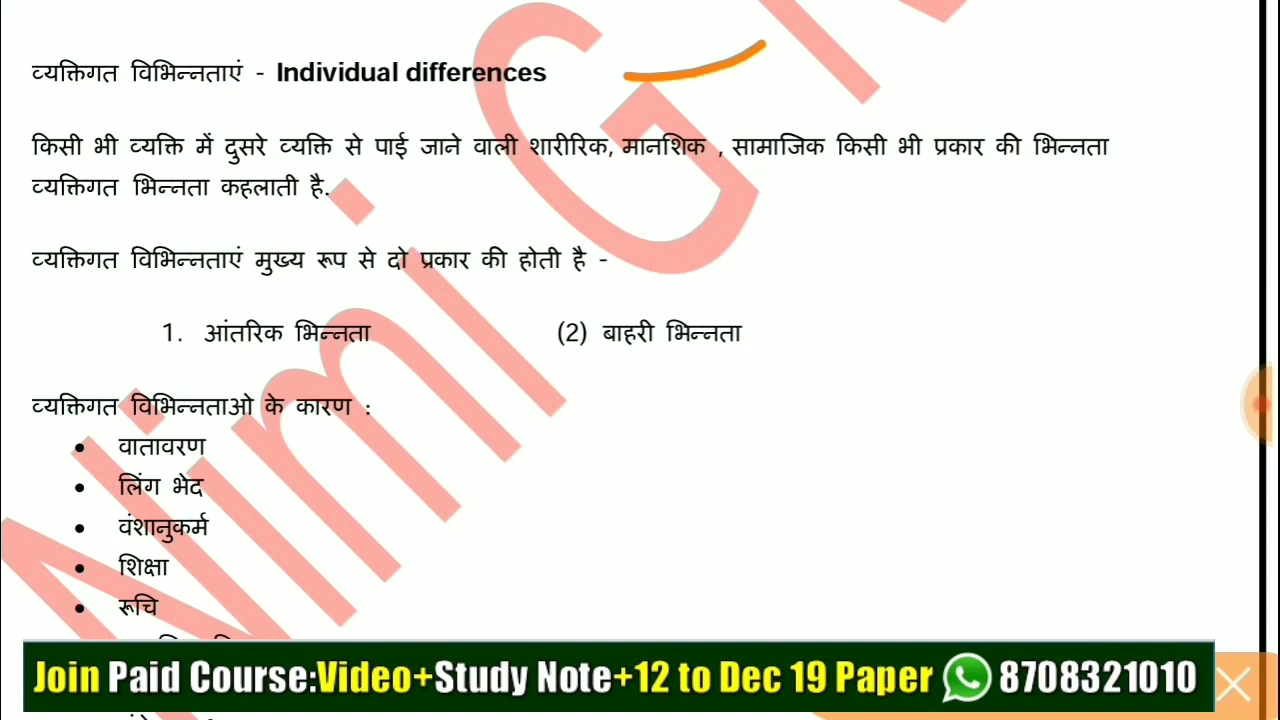 व्यक्तिगत विभिन्नताएं - Individual differences
किसी भी व्यक्ति में दुसरे व्यक्ति से पाई जाने वाली शारीरिक, मानशिक , सामाजिक किसी भी प्रकार की भिन्नता
व्यक्तिगत भिन्नता कहलाती है.
व्यक्तिगत विभिन्नताएं मुख्य रूप से दो प्रकार की होती है -
1. आंतरिक भिन्नता (2) बाहरी भिन्नता
व्यक्तिगत विभिन्नताओ के कारण :
• वातावरण
• लिंग भेद
• वंशानुकर्म
• शिक्षा
• रूचि
Join Paid Course:Video+Study Note+12 to Dec 19 Paper 8708321010
Nimi G